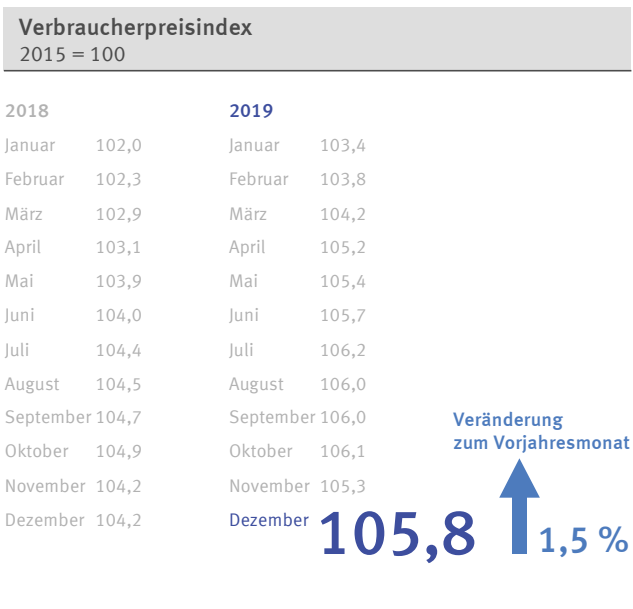 Verbraucherpreisindex
2015 = 100
2018 2019
Januar 102,0 Januar 103,4
Februar 102,3 Februar 103,8
März 102,9 März 104,2
April 103,1 April 105,2
Mai 103,9 Mai 105,4
Juni 104,0 Juni 105,7
Juli 104,4 Juli 106,2
August 104,5 August 106,0
September 104,7 September 106,0
Oktober 104,9 Oktober 106,1
November 104,2 November 105,3
Dezember 104,2 Dezember 105,8
Veränderung
zum Vorjahresmonat
1,5 %